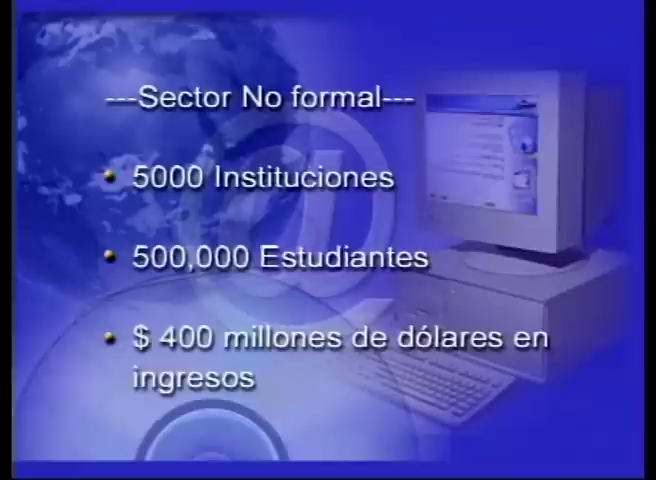 ---Sector No formal---
• 5000 Instituciones
• 500,000 Estudiantes
• $ 400 millones de dólares en
ingresos